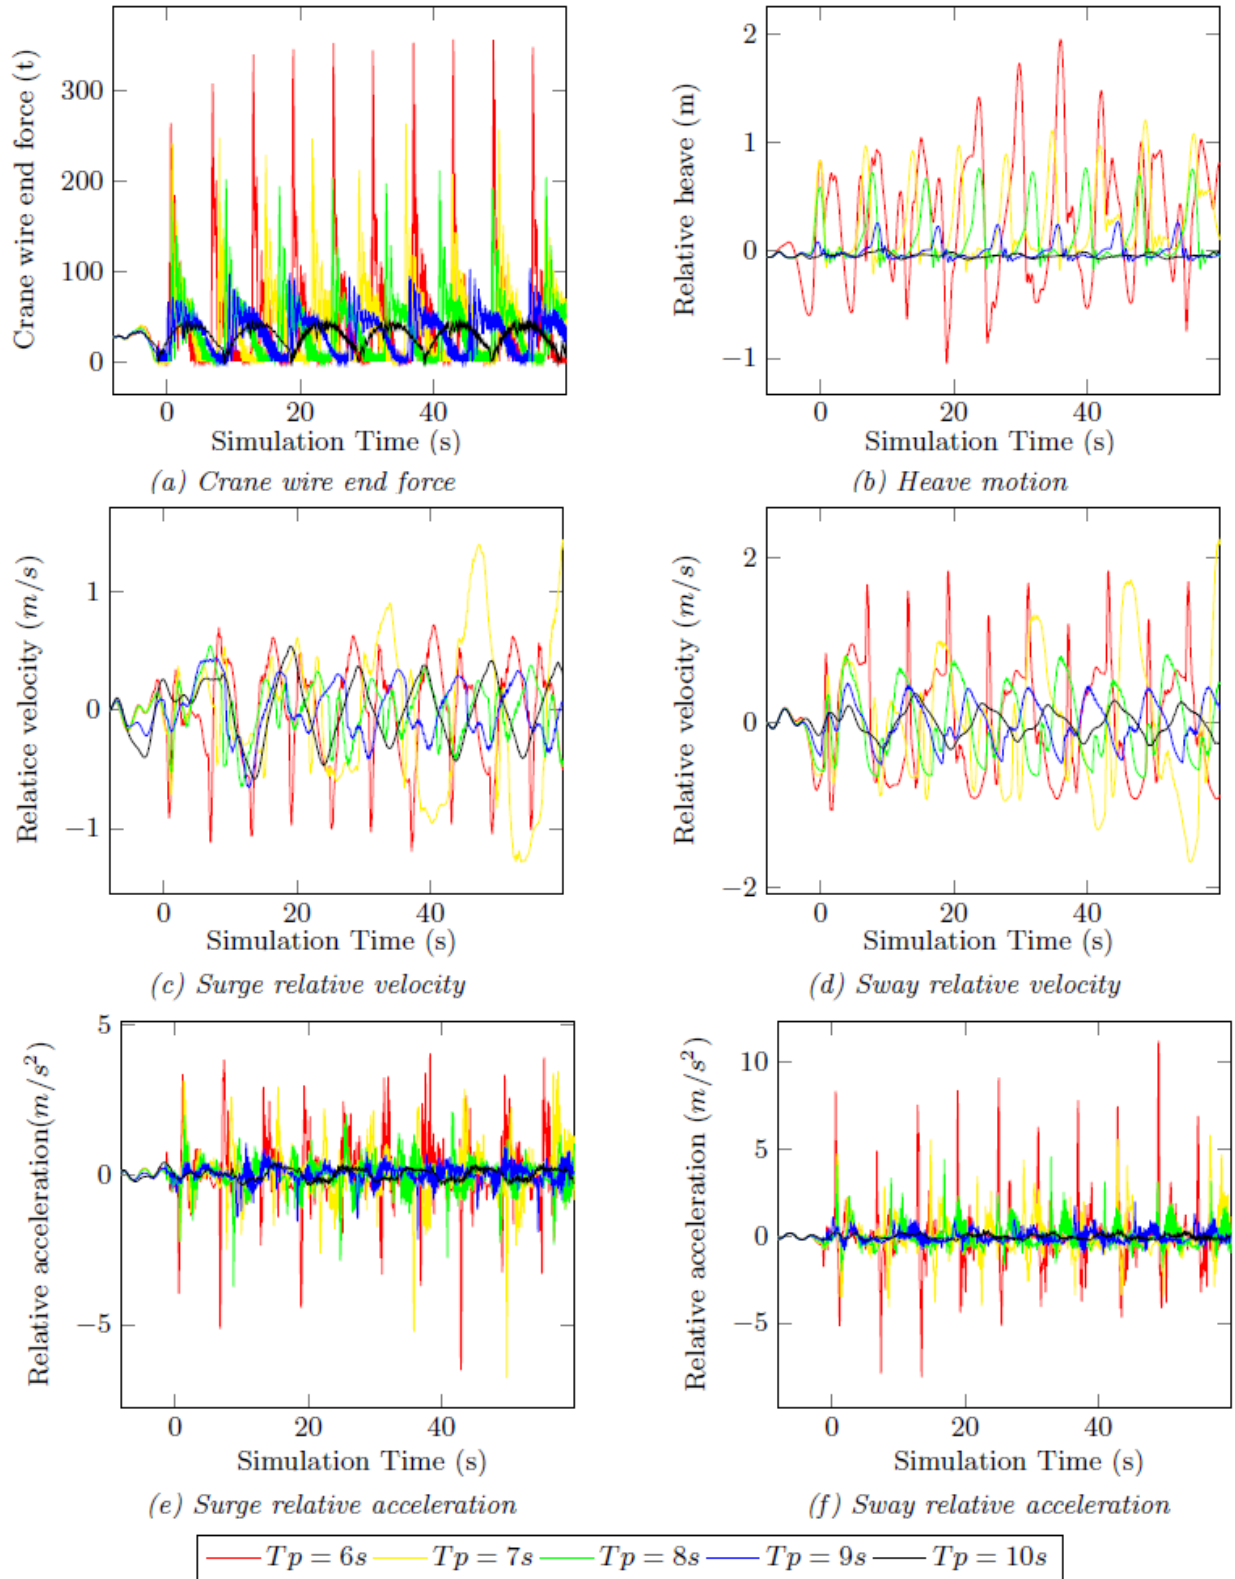 Crane wire end force (t)
300
200
100
0
0
20
40
Simulation Time (s)
(a) Crane wire end force
Relative heave (m)
2
1
0
−1
0
20
40
Simulation Time (s)
(b) Heave motion
Relatice velocity (m/s)
1
0
−1
0
20
40
Simulation Time (s)
(c) Surge relative velocity
Relative velocity (m/s)
2
0
−2
0
20
40
Simulation Time (s)
(d) Sway relative velocity
Relative acceleration(m/s²)
5
0
−5
0
20
40
Simulation Time (s)
(e) Surge relative acceleration
Relative acceleration (m/s²)
10
5
0
−5
0
20
40
Simulation Time (s)
(f) Sway relative acceleration
Tp = 6s Tp = 7s Tp = 8s Tp = 9s Tp = 10s